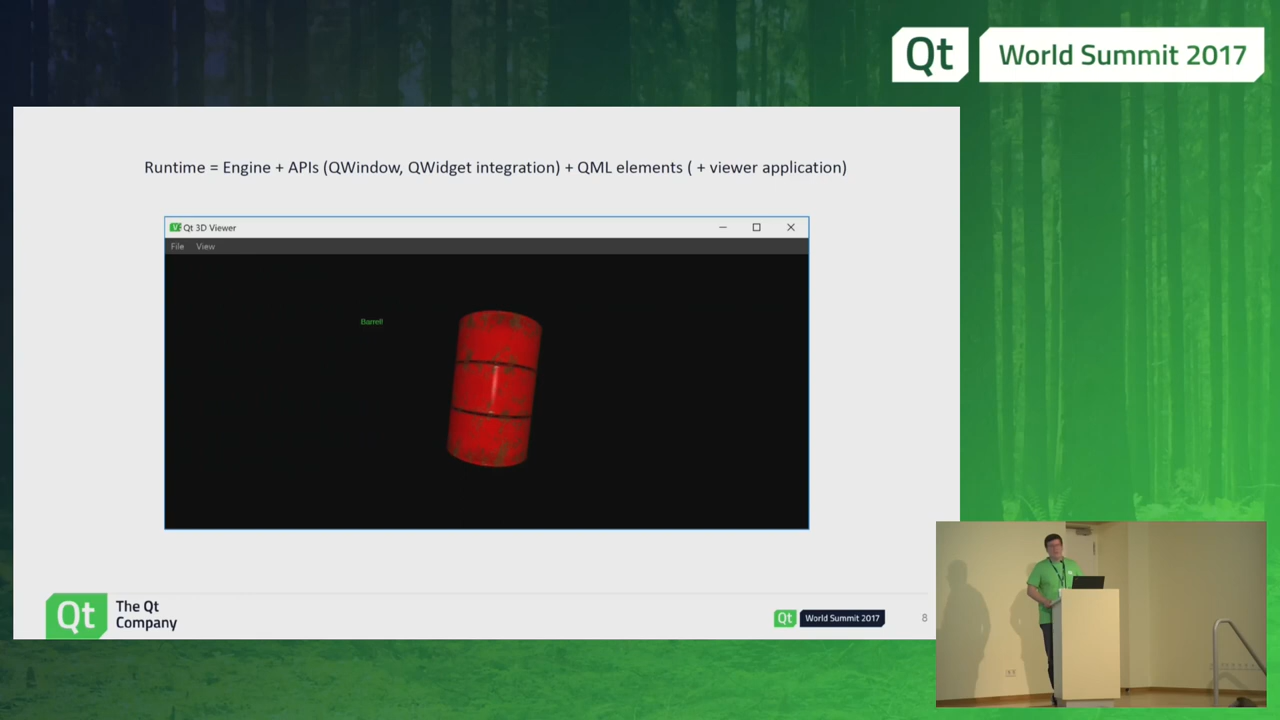 Qt World Summit 2017
Runtime = Engine + APIs (QWindow, QWidget integration) + QML elements ( + viewer application)
Qt 3D Viewer
File View
Barrel!
Qt The Qt Company
Qt World Summit 2017
8